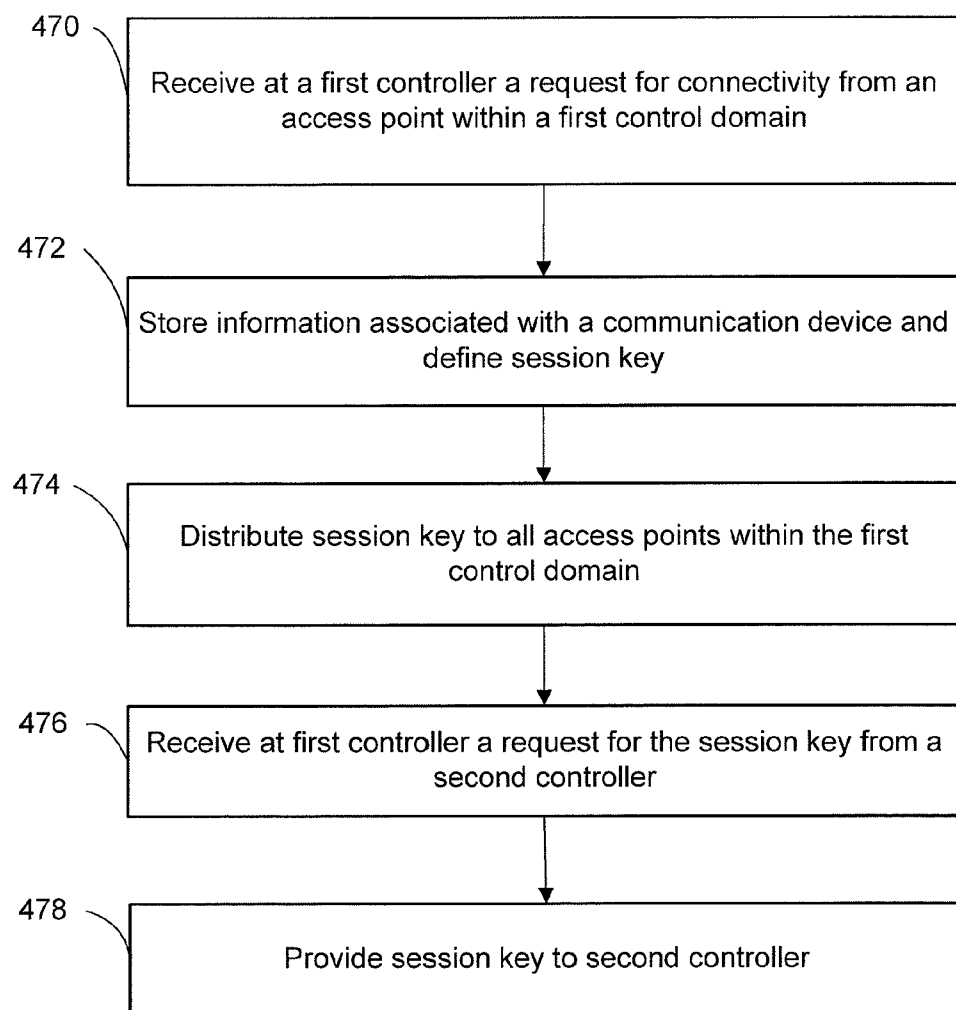 470
Receive at a first controller a request for connectivity from an
access point within a first control domain
472
Store information associated with a communication device and
define session key
474
Distribute session key to all access points within the first
control domain
476
Receive at first controller a request for the session key from a
second controller
478
Provide session key to second controller